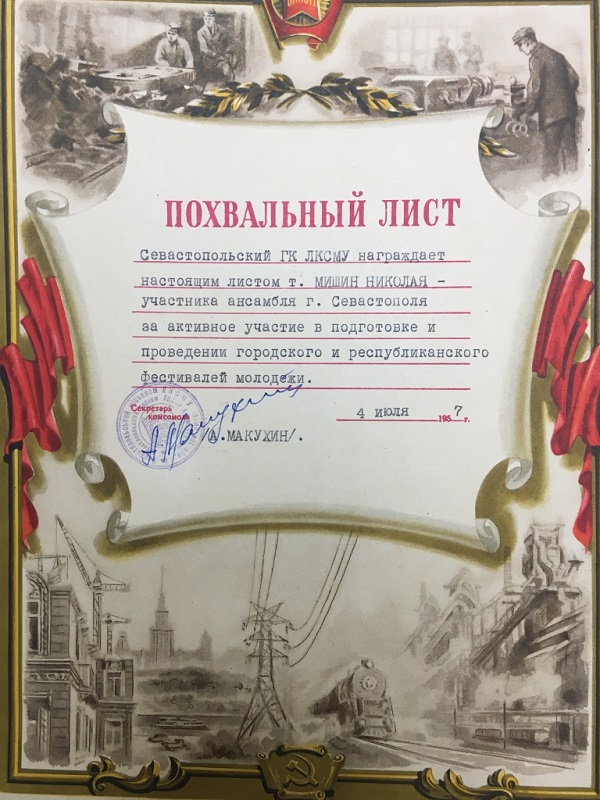 ПОХВАЛЬНЫЙ ЛИСТ
Севастопольский ГК ЛКСМУ награждает
настоящим листом т. МИШИН НИКОЛАЯ –
участника ансамбля г. Севастополя
за активное участие в подготовке и
проведении городского и республиканского
фестивалей молодежи.
Секретарь
комсомола
4 июля 1957 г.
/А.МАКУХИН/.